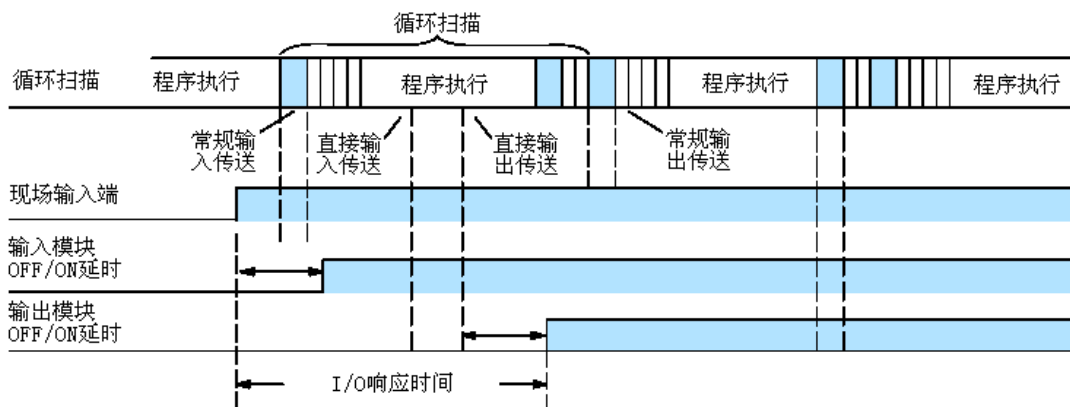 循环扫描
循环扫描
程序执行
程序执行
程序执行
程序执行
常规输
入传送
直接输
入传送
直接输
出传送
常规输
出传送
现场输入端
输入模块
OFF/ON延时
输出模块
OFF/ON延时
I/O响应时间